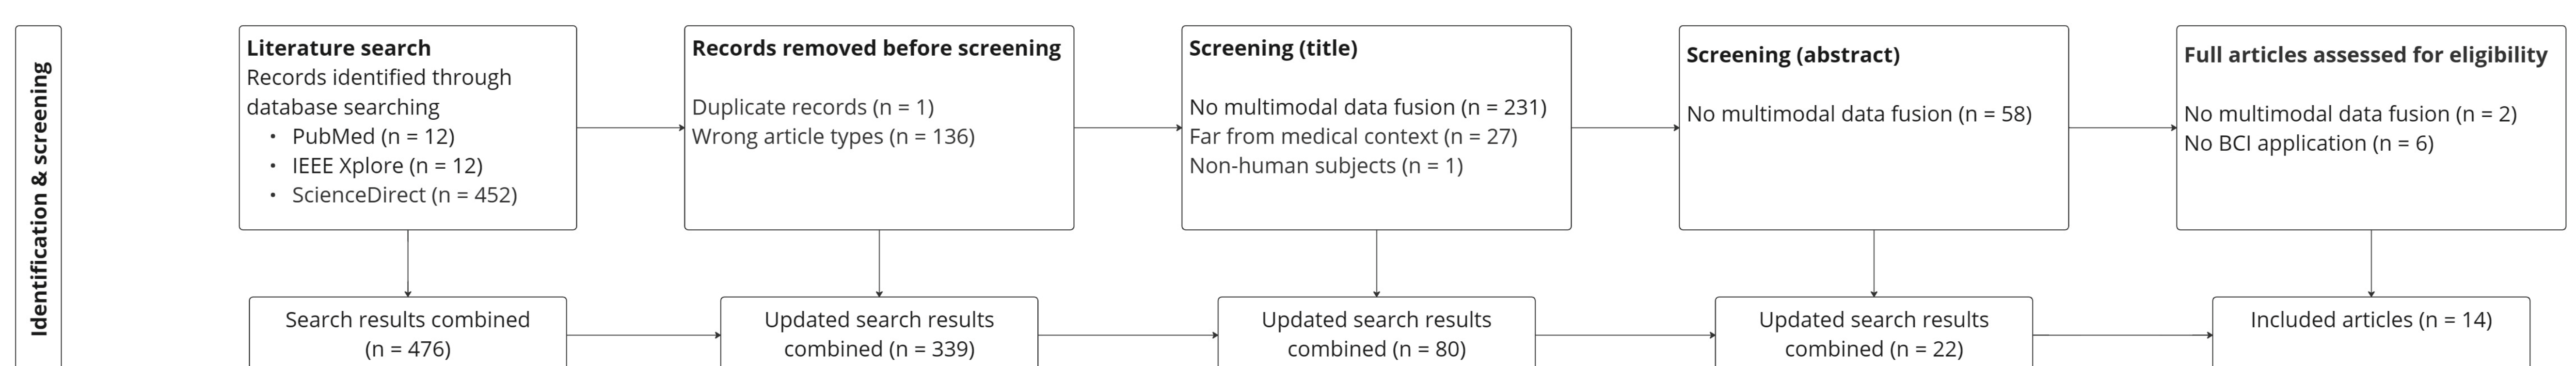 Identification & screening
Literature search
Records identified through
database searching
• PubMed (n = 12)
• IEEE Xplore (n = 12)
• ScienceDirect (n = 452)
Records removed before screening
Duplicate records (n = 1)
Wrong article types (n = 136)
Screening (title)
No multimodal data fusion (n = 231)
Far from medical context (n = 27)
Non-human subjects (n = 1)
Screening (abstract)
No multimodal data fusion (n = 58)
Full articles assessed for eligibility
No multimodal data fusion (n = 2)
No BCI application (n = 6)
Search results combined
(n = 476)
Updated search results
combined (n = 339)
Updated search results
combined (n = 80)
Updated search results
combined (n = 22)
Included articles (n = 14)